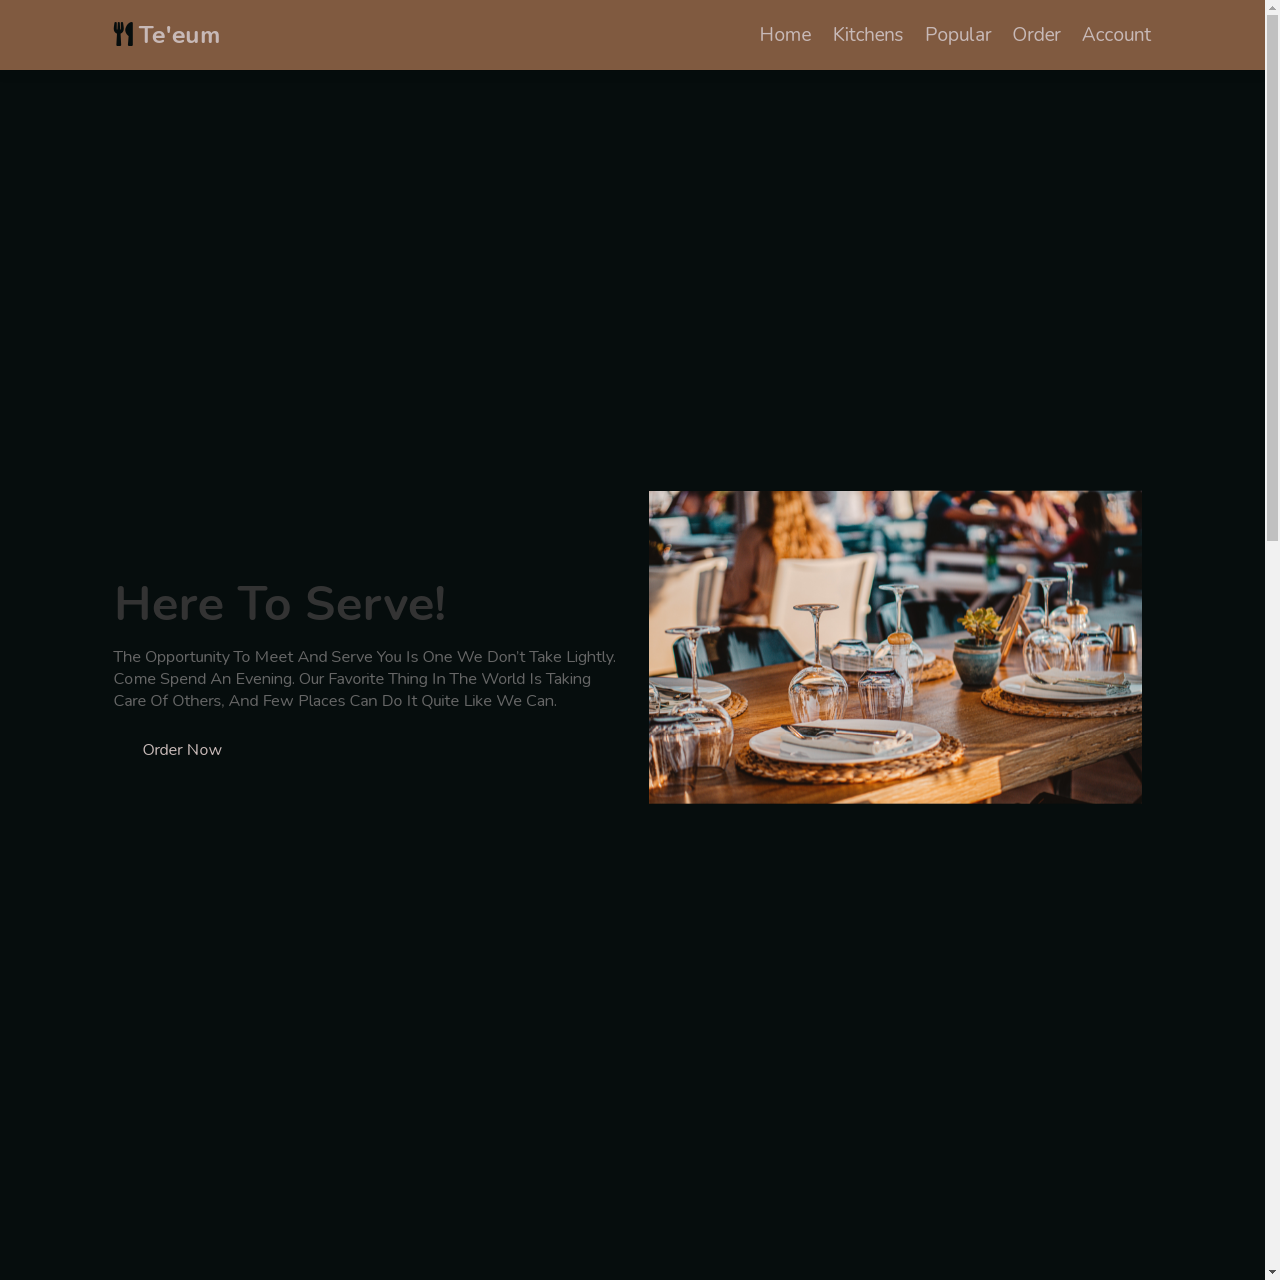 Te'eum
Home Kitchens Popular Order Account
Here To Serve!
The Opportunity To Meet And Serve You Is One We Don't Take Lightly.
Come Spend An Evening. Our Favorite Thing In The World Is Taking
Care Of Others, And Few Places Can Do It Quite Like We Can.
Order Now